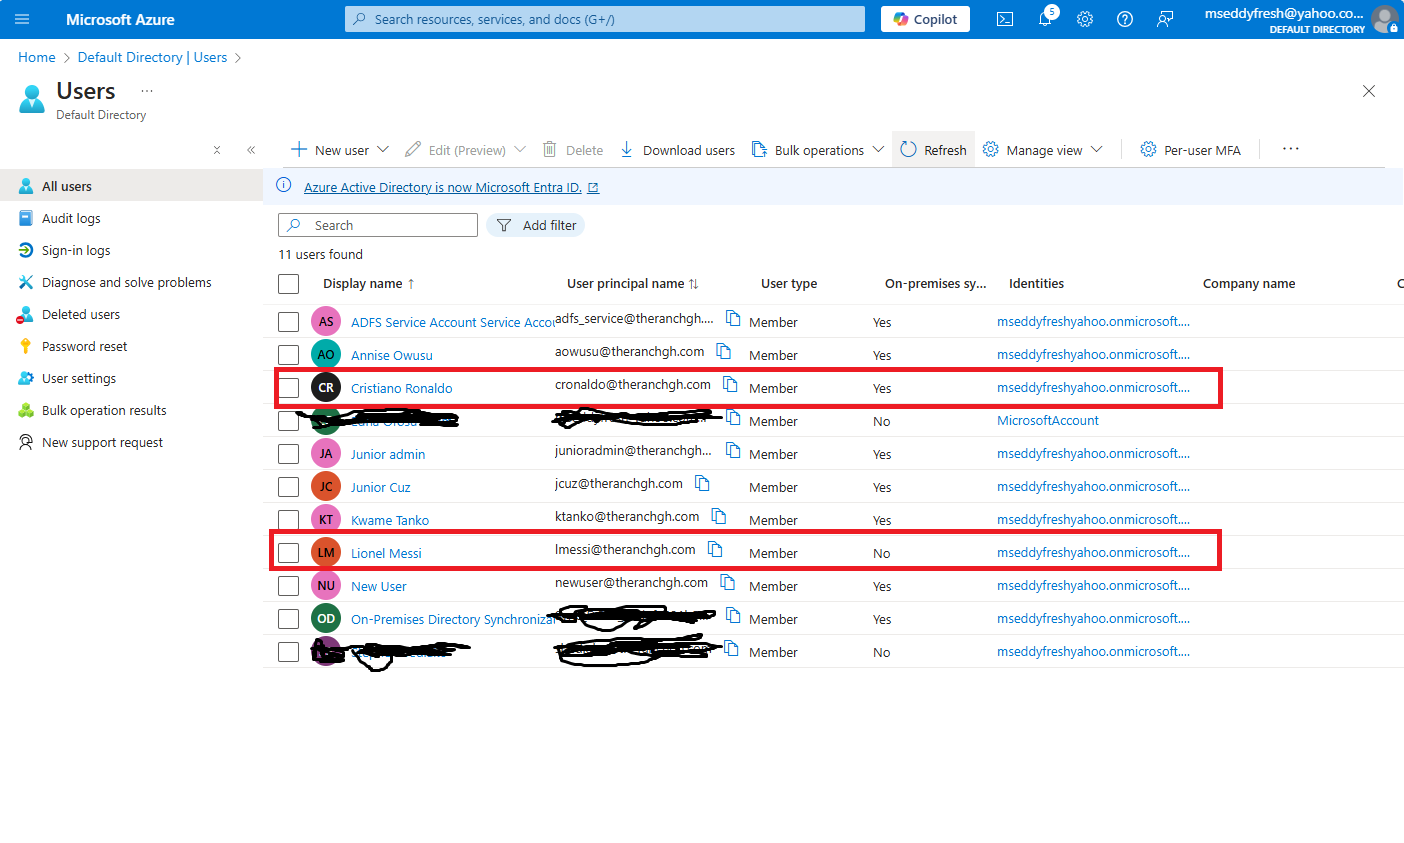 Microsoft Azure
Search resources, services, and docs (G+/)
Copilot
5
mseddyfresh@yahoo.co...
DEFAULT DIRECTORY
Home > Default Directory | Users >
Users ...
Default Directory
New user
Edit (Preview)
Delete
Download users
Bulk operations
Refresh
Manage view
Per-user MFA
...
All users
Audit logs
Sign-in logs
Diagnose and solve problems
Deleted users
Password reset
User settings
Bulk operation results
New support request
Azure Active Directory is now Microsoft Entra ID.
Search
Add filter
11 users found
Display name ↑ User principal name ↑↓ User type On-premises sy... Identities Company name C
AS ADFS Service Account Service Accou adfs_service@theranchgh.... Member Yes mseddyfreshyahoo.onmicrosoft....
AO Annise Owusu aowusu@theranchgh.com Member Yes mseddyfreshyahoo.onmicrosoft....
CR Cristiano Ronaldo cronaldo@theranchgh.com Member Yes mseddyfreshyahoo.onmicrosoft....
Member No MicrosoftAccount
JA Junior admin junioradmin@theranchgh... Member Yes mseddyfreshyahoo.onmicrosoft....
JC Junior Cuz jcuz@theranchgh.com Member Yes mseddyfreshyahoo.onmicrosoft....
KT Kwame Tanko ktanko@theranchgh.com Member Yes mseddyfreshyahoo.onmicrosoft....
LM Lionel Messi lmessi@theranchgh.com Member No mseddyfreshyahoo.onmicrosoft....
NU New User newuser@theranchgh.com Member Yes mseddyfreshyahoo.onmicrosoft....
OD On-Premises Directory Synchronizat Member Yes mseddyfreshyahoo.onmicrosoft....
Member No mseddyfreshyahoo.onmicrosoft....